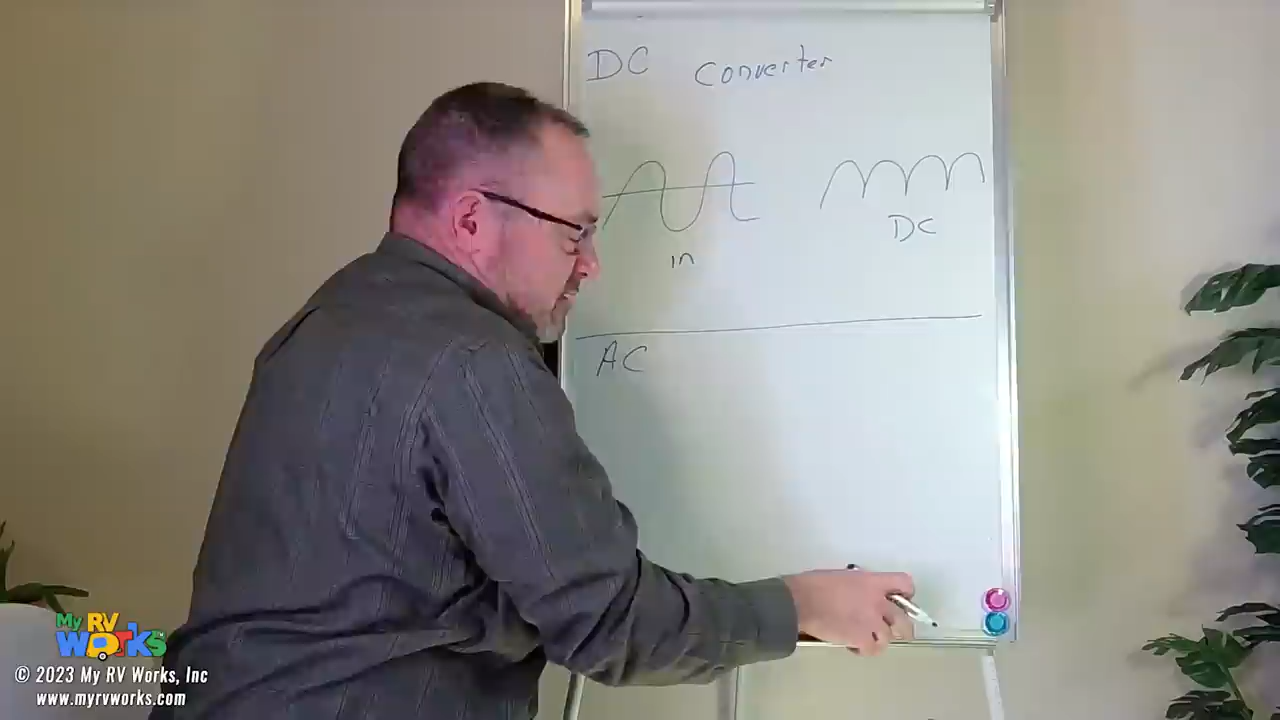 DC Converter
in
DC
AC
My RV
WORKS
© 2023 My RV Works, Inc
www.myrvworks.com